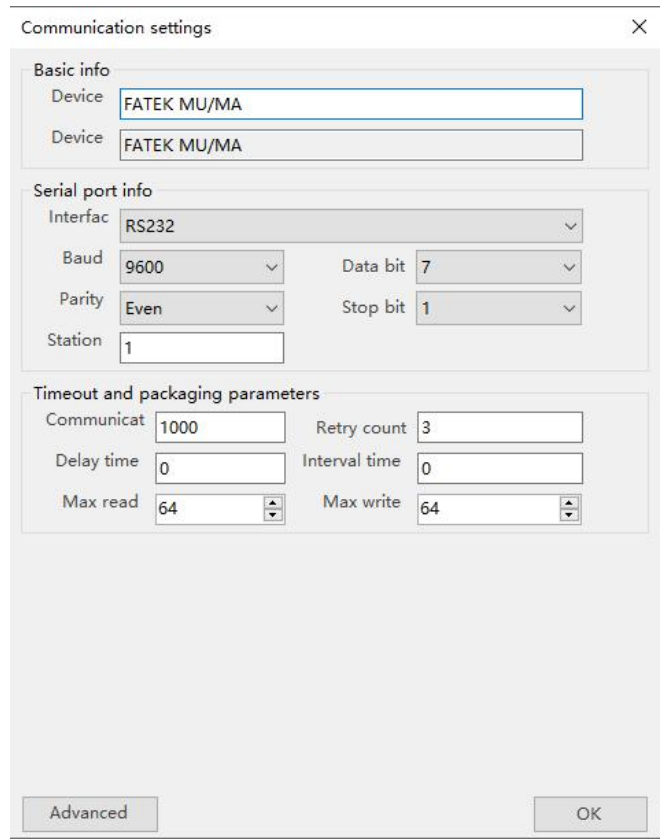 Communication settings
Basic info
Device FATEK MU/MA
Device FATEK MU/MA
Serial port info
Interfac RS232
Baud 9600 Data bit 7
Parity Even Stop bit 1
Station 1
Timeout and packaging parameters
Communicat 1000 Retry count 3
Delay time 0 Interval time 0
Max read 64 Max write 64
Advanced OK